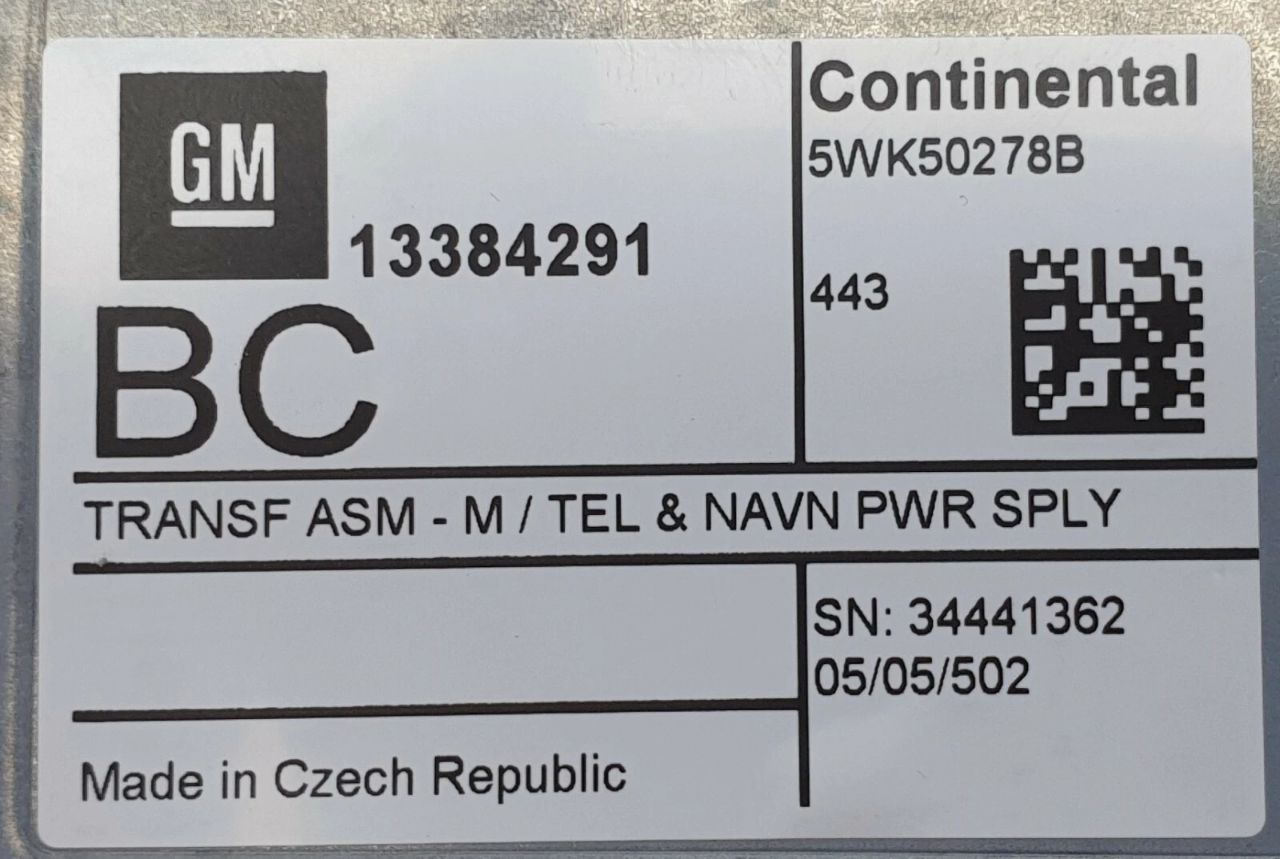 GM
13384291
BC
Continental
5WK50278B
443
TRANSF ASM - M / TEL & NAVN PWR SPLY
SN: 34441362
05/05/502
Made in Czech Republic